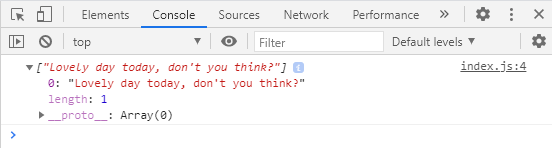 Elements Console Sources Network Performance »
top Filter Default levels
["Lovely day today, don't you think?"] i index.js:4
0: "Lovely day today, don't you think?"
length: 1
__proto__: Array(0)
>